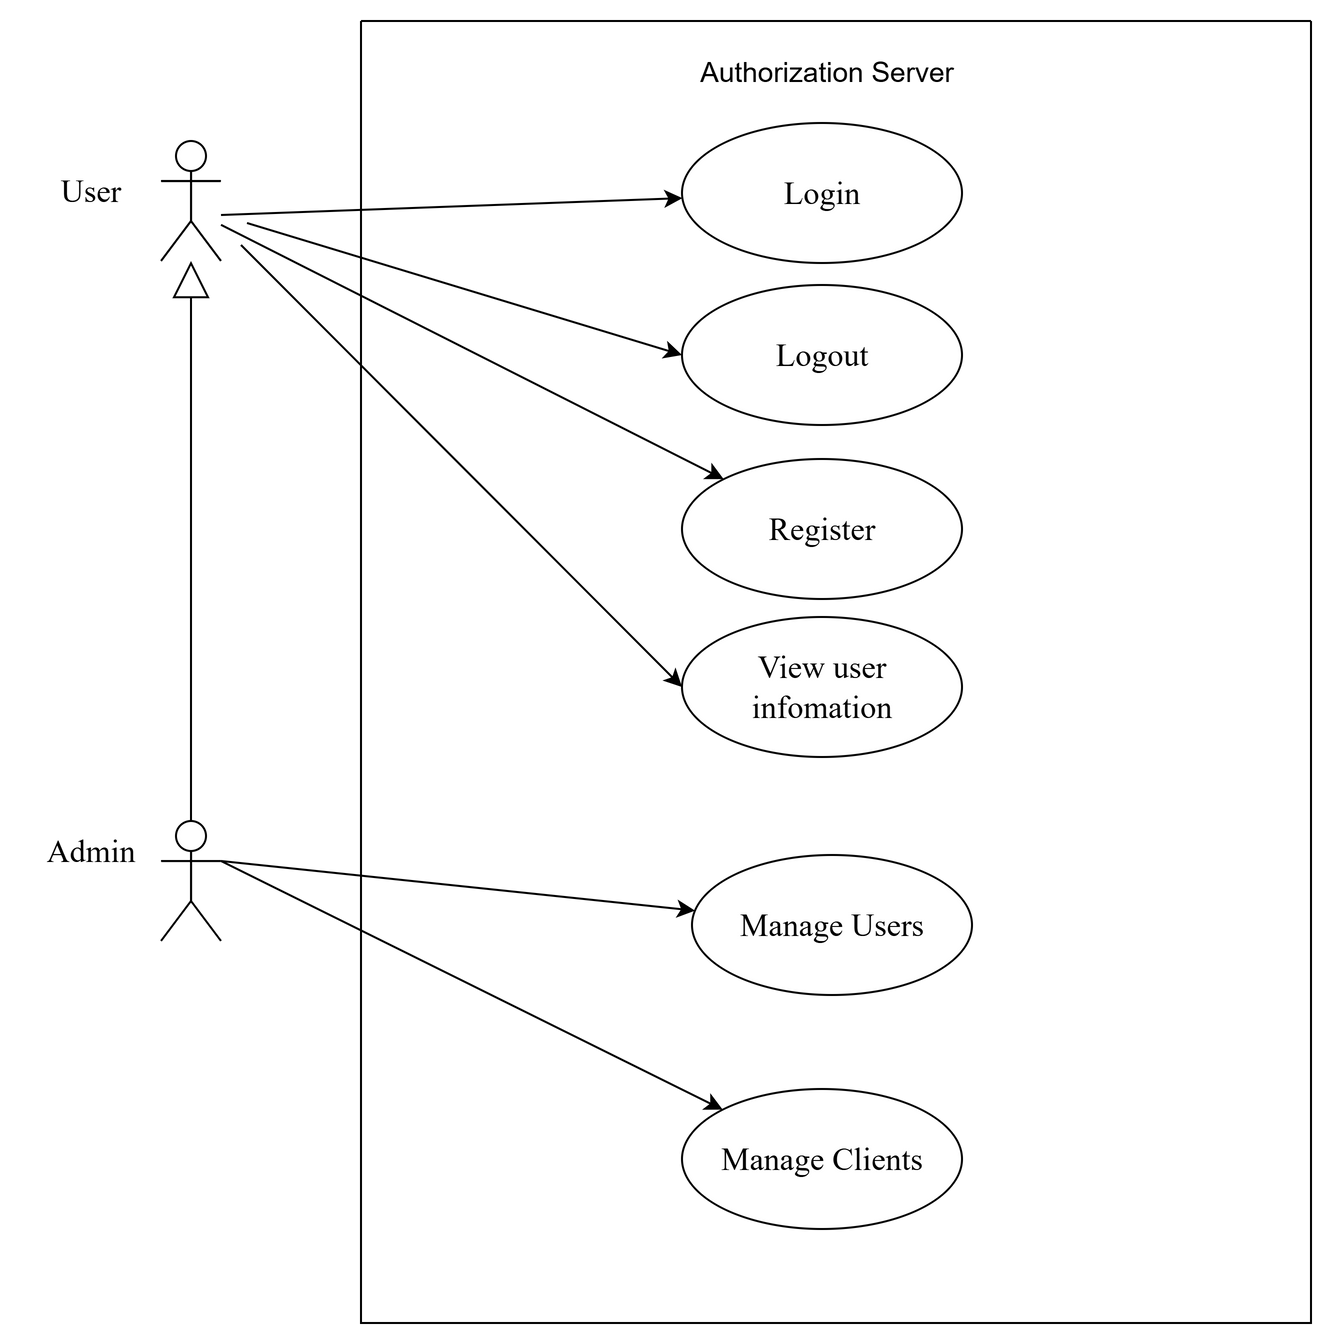 Authorization Server
User
Login
Logout
Register
View user
infomation
Admin
Manage Users
Manage Clients